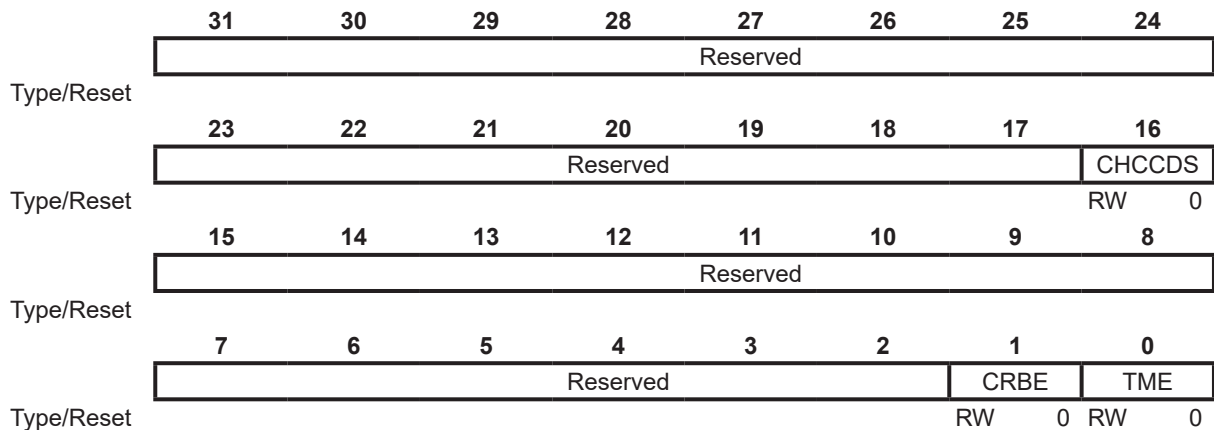 31 30 29 28 27 26 25 24
Reserved
Type/Reset
23 22 21 20 19 18 17 16
Reserved CHCCDS
Type/Reset RW 0
15 14 13 12 11 10 9 8
Reserved
Type/Reset
7 6 5 4 3 2 1 0
Reserved CRBE TME
Type/Reset RW 0 RW 0